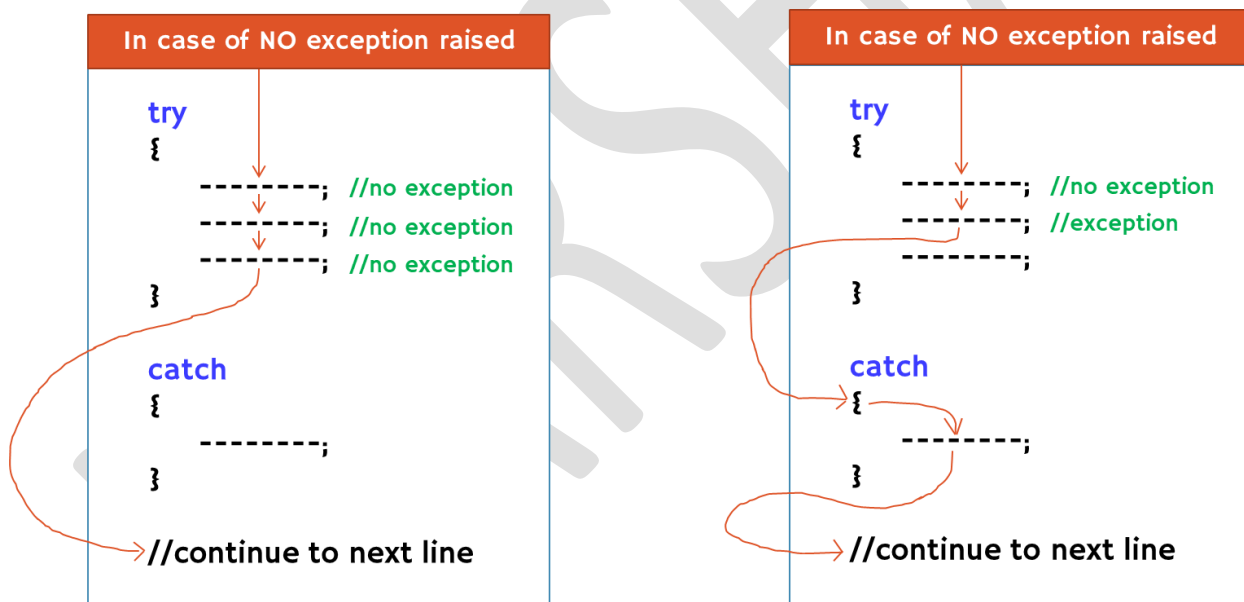 In case of NO exception raised
try
{
---------; //no exception
---------; //no exception
---------; //no exception
}
catch
{
---------;
}
//continue to next line
In case of NO exception raised
try
{
---------; //no exception
---------; //exception
---------;
}
catch
{
---------;
}
//continue to next line